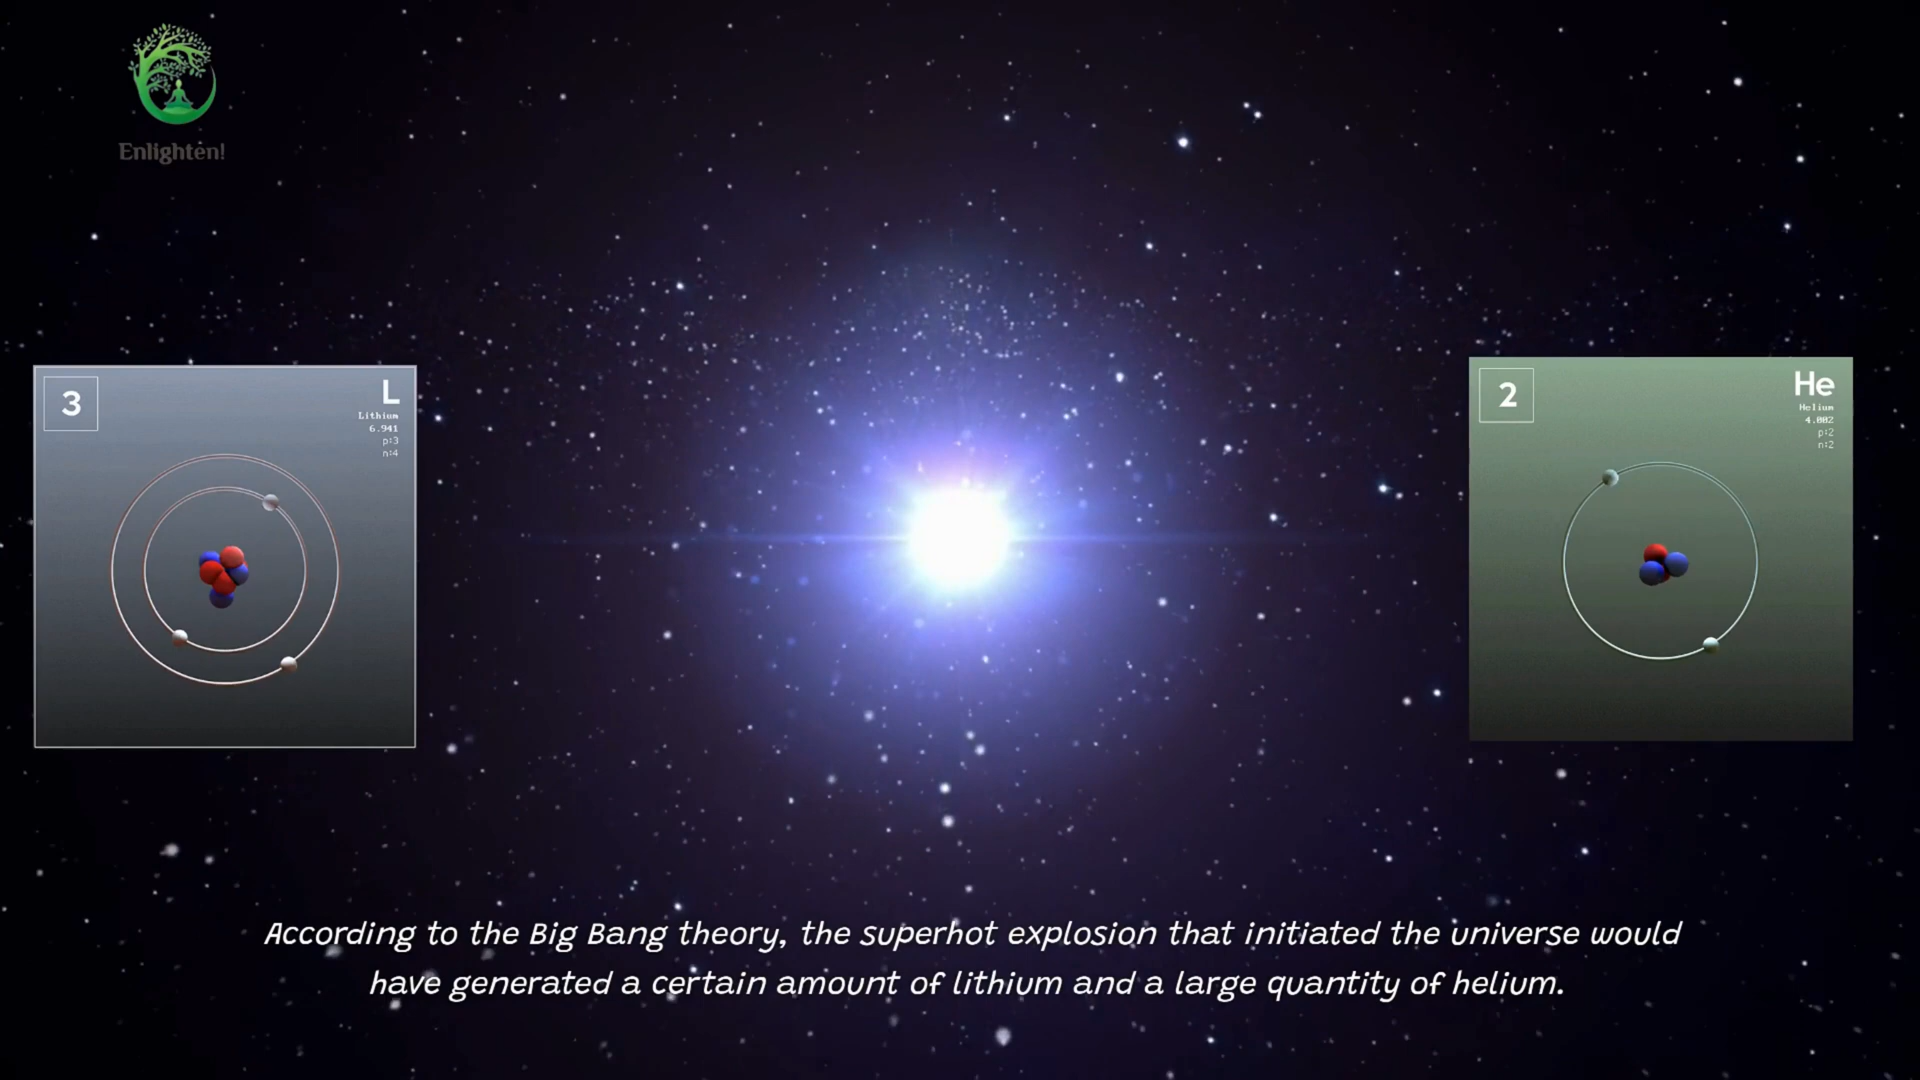 Enlighten!
3
L
Lithium
6.941
p:3
n:4
2
He
Helium
4.002
p:2
n:2
According to the Big Bang theory, the superhot explosion that initiated the universe would
have generated a certain amount of lithium and a large quantity of helium.